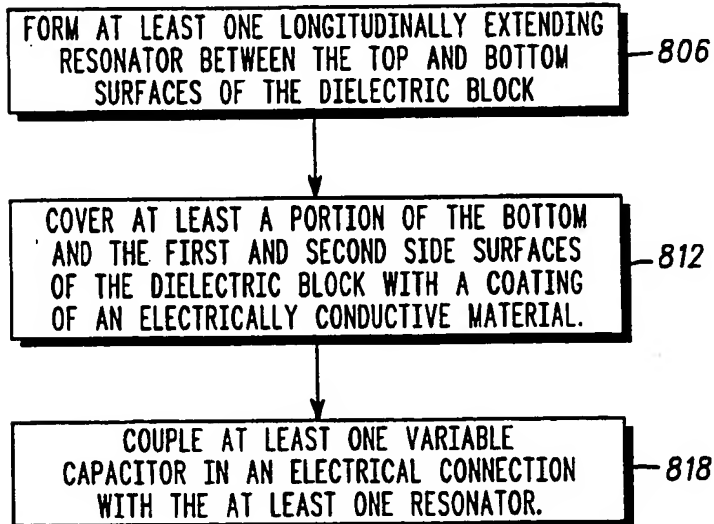 FORM AT LEAST ONE LONGITUDINALLY EXTENDING
RESONATOR BETWEEN THE TOP AND BOTTOM
SURFACES OF THE DIELECTRIC BLOCK
806
COVER AT LEAST A PORTION OF THE BOTTOM
AND THE FIRST AND SECOND SIDE SURFACES
OF THE DIELECTRIC BLOCK WITH A COATING
OF AN ELECTRICALLY CONDUCTIVE MATERIAL.
812
COUPLE AT LEAST ONE VARIABLE
CAPACITOR IN AN ELECTRICAL CONNECTION
WITH THE AT LEAST ONE RESONATOR.
818